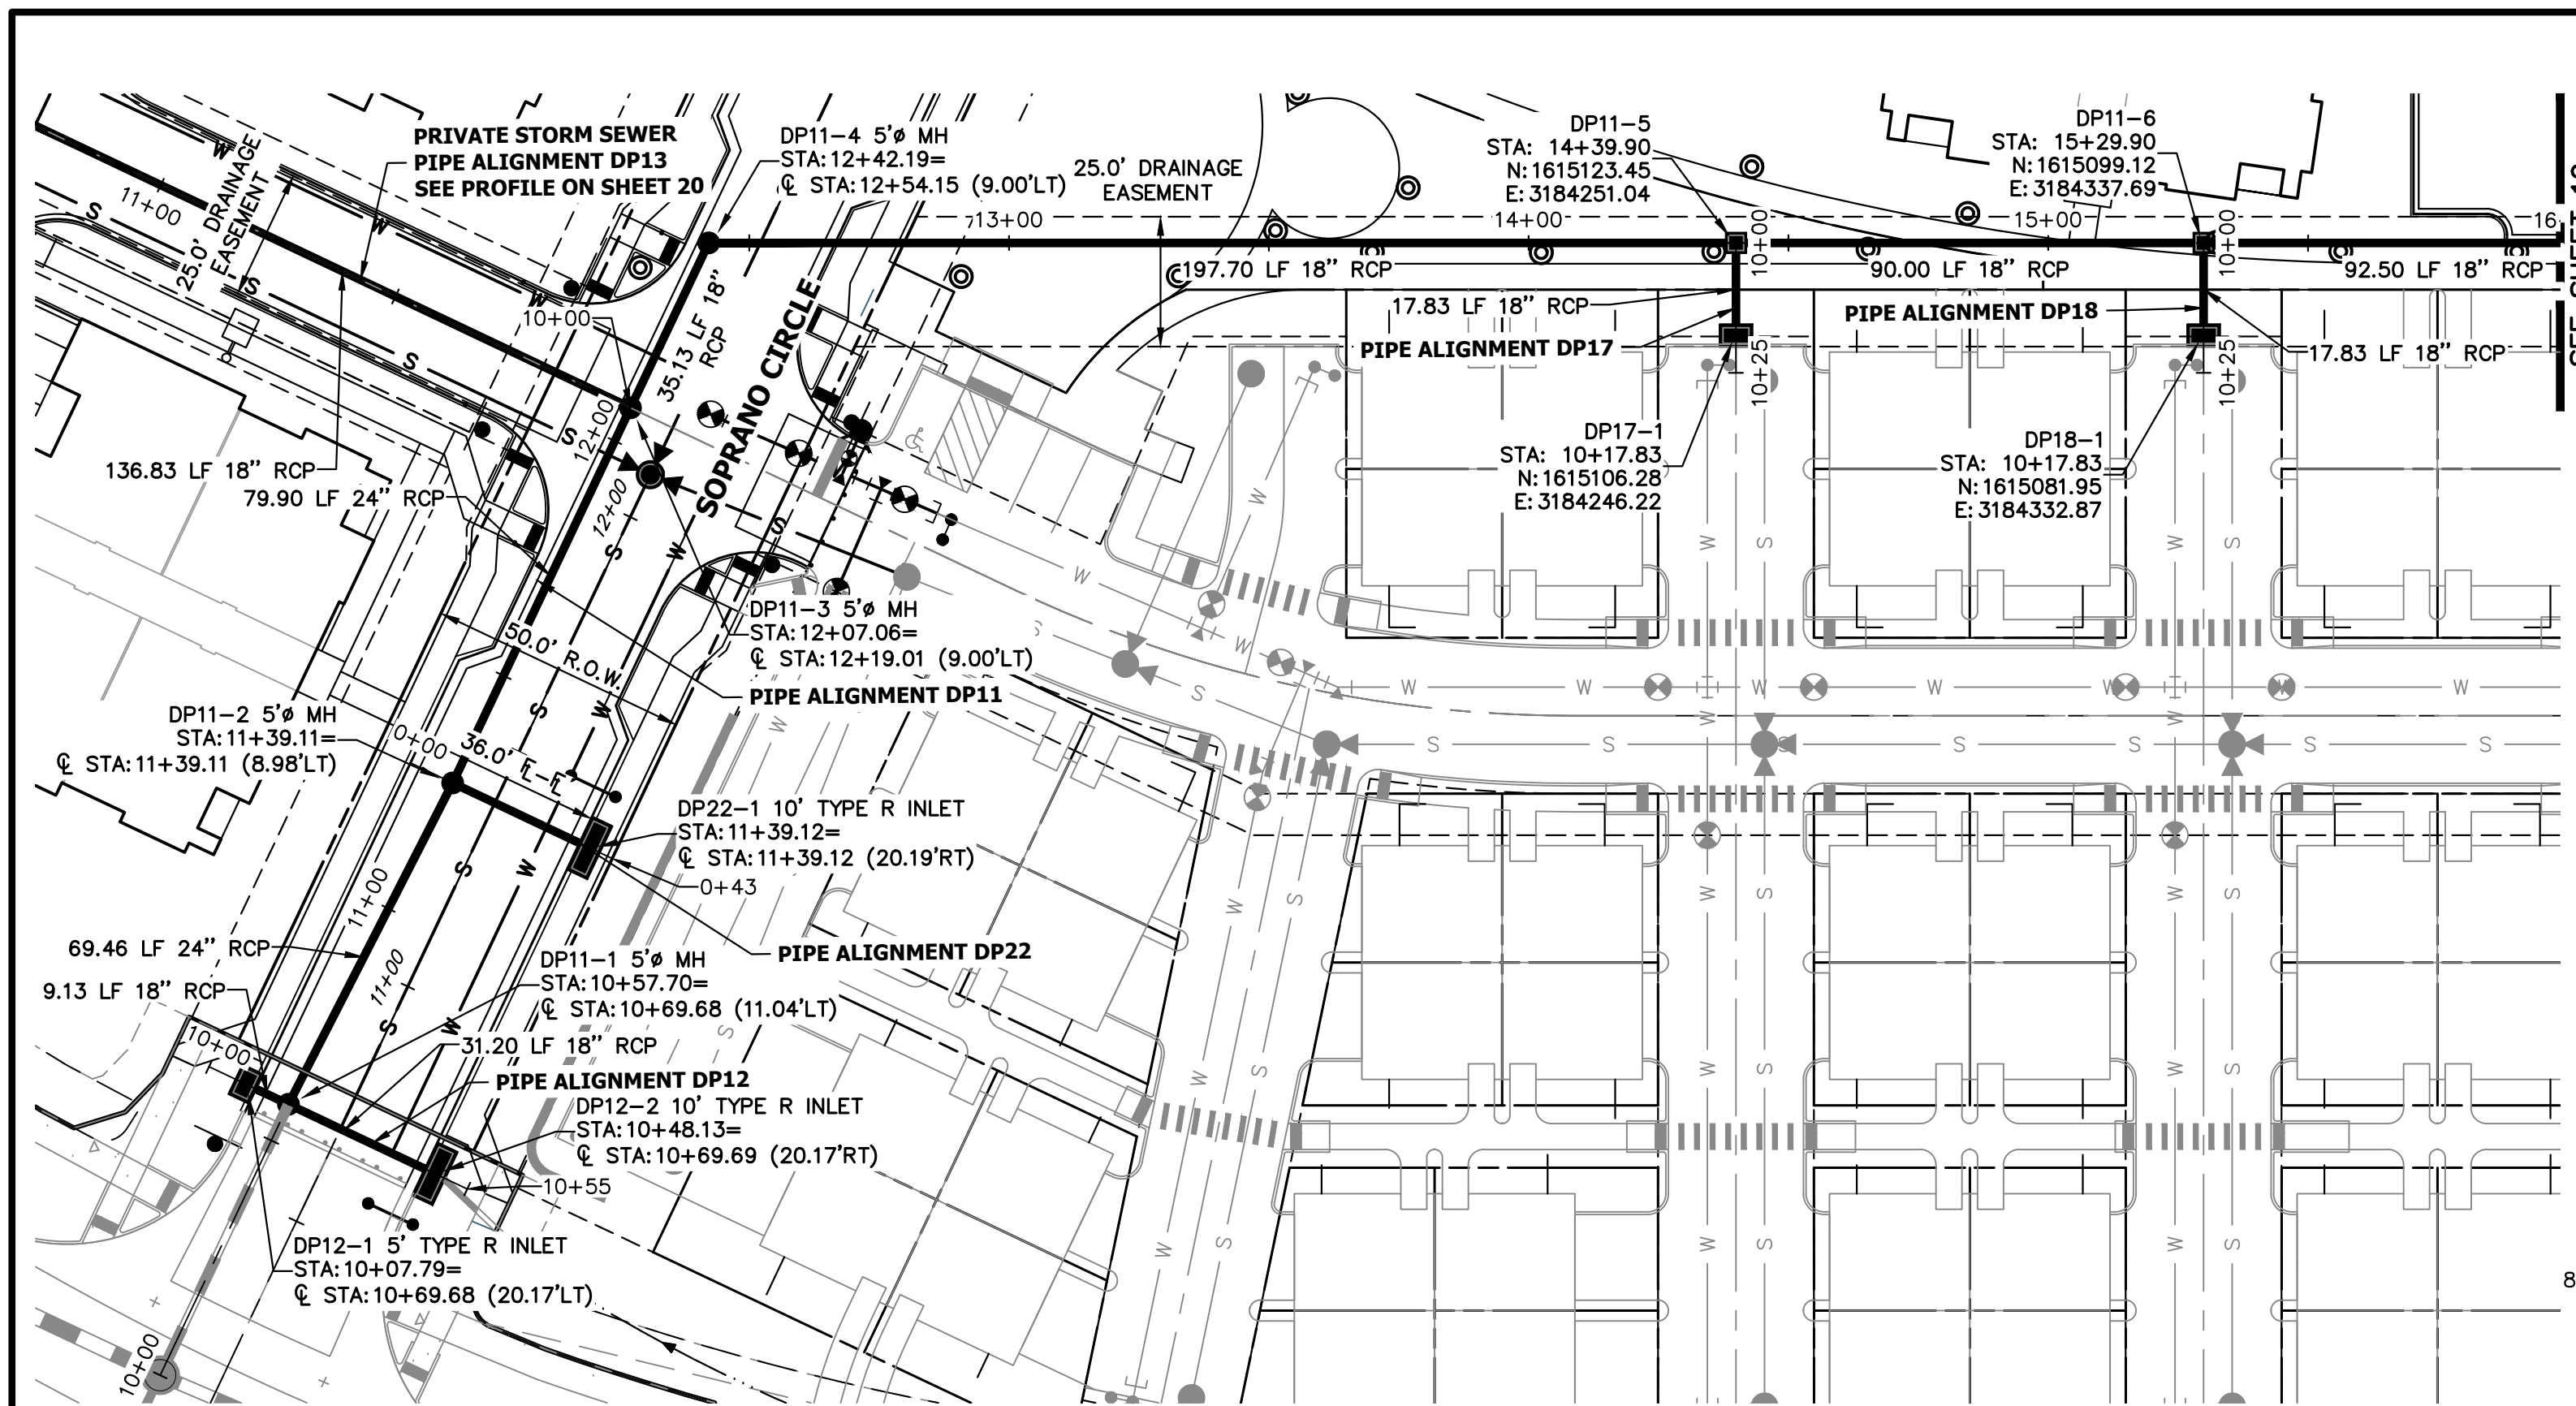 PRIVATE STORM SEWER
PIPE ALIGNMENT DP13
SEE PROFILE ON SHEET 20
DP11-4 5'ø MH
STA:12+42.19=
℄ STA:12+54.15 (9.00'LT)
25.0' DRAINAGE
EASEMENT
DP11-5
STA: 14+39.90
N:1615123.45
E:3184251.04
DP11-6
STA: 15+29.90
N:1615099.12
E:3184337.69
11+00
25.0' DRAINAGE
EASEMENT
13+00
14+00
15+00
16
10+00
10+00
197.70 LF 18" RCP
90.00 LF 18" RCP
92.50 LF 18" RCP
17.83 LF 18" RCP
PIPE ALIGNMENT DP18
PIPE ALIGNMENT DP17
17.83 LF 18" RCP
10+25
10+25
10+00
35.13 LF 18"
RCP
SOPRANO CIRCLE
12+00
12+00
136.83 LF 18" RCP
79.90 LF 24" RCP
DP17-1
STA: 10+17.83
N:1615106.28
E:3184246.22
DP18-1
STA: 10+17.83
N:1615081.95
E:3184332.87
DP11-3 5'ø MH
STA:12+07.06=
℄ STA:12+19.01 (9.00'LT)
50.0' R.O.W.
PIPE ALIGNMENT DP11
DP11-2 5'ø MH
STA:11+39.11=
℄ STA:11+39.11 (8.98'LT)
0+00
36.0' F-F
DP22-1 10' TYPE R INLET
STA:11+39.12=
℄ STA:11+39.12 (20.19'RT)
0+43
11+00
11+00
69.46 LF 24" RCP
PIPE ALIGNMENT DP22
9.13 LF 18" RCP
DP11-1 5'ø MH
STA:10+57.70=
℄ STA:10+69.68 (11.04'LT)
10+00
31.20 LF 18" RCP
PIPE ALIGNMENT DP12
DP12-2 10' TYPE R INLET
STA:10+48.13=
℄ STA:10+69.69 (20.17'RT)
10+55
DP12-1 5' TYPE R INLET
STA:10+07.79=
℄ STA:10+69.68 (20.17'LT)
10+00
8